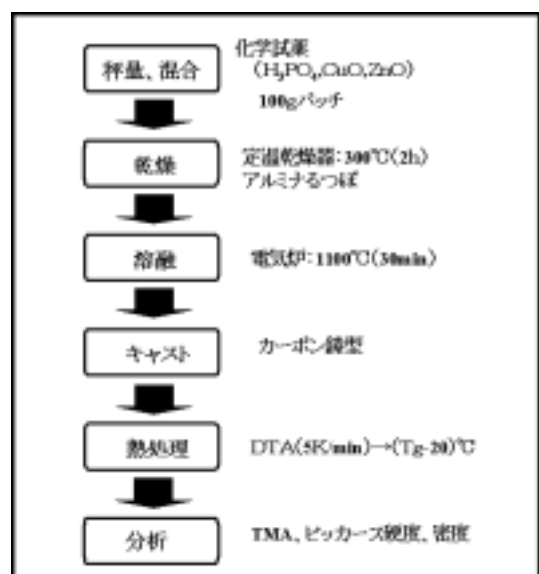 秤量、混合
化学試薬
(H₃PO₄,CuO,ZnO)
100gバッチ
乾燥
定温乾燥器:300℃(2h)
アルミナるつぼ
溶融
電気炉:1100℃(30min)
キャスト
カーボン鋳型
熱処理
DTA(5K/min)→(Tg-20)℃
分析
TMA、ビッカース硬度、密度